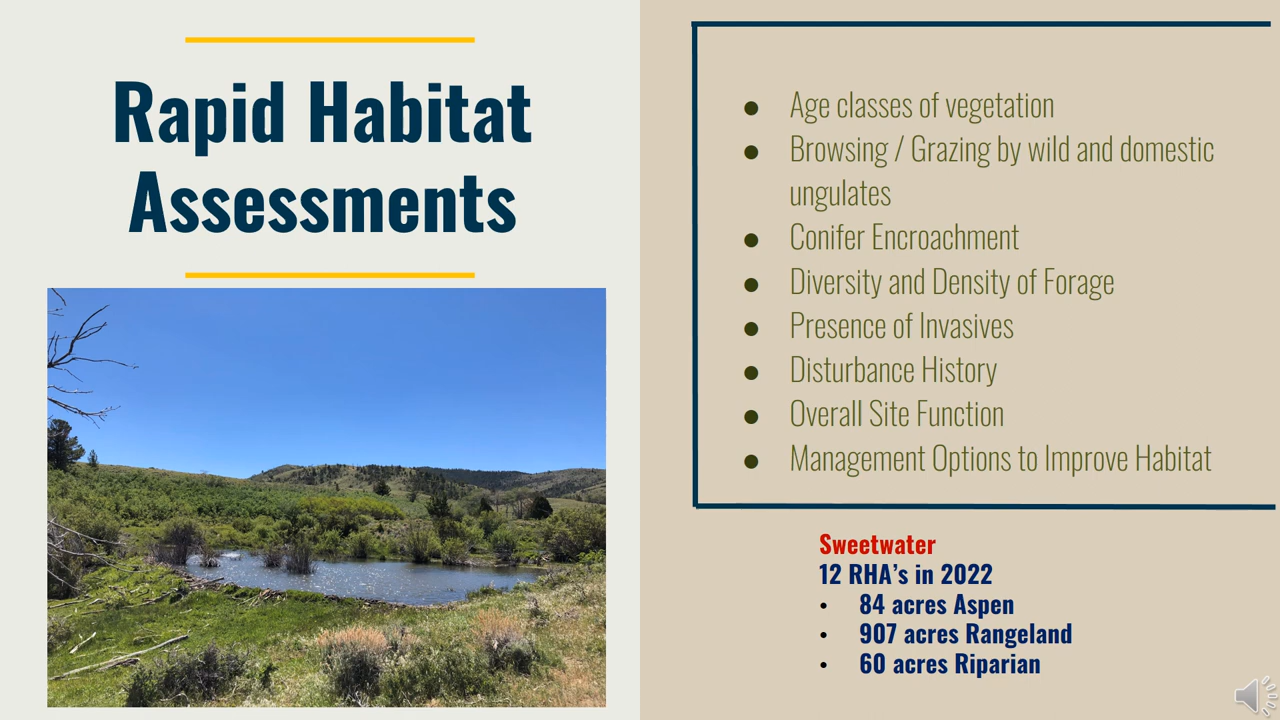 Rapid Habitat
Assessments
● Age classes of vegetation
● Browsing / Grazing by wild and domestic
ungulates
● Conifer Encroachment
● Diversity and Density of Forage
● Presence of Invasives
● Disturbance History
● Overall Site Function
● Management Options to Improve Habitat
Sweetwater
12 RHA’s in 2022
• 84 acres Aspen
• 907 acres Rangeland
• 60 acres Riparian